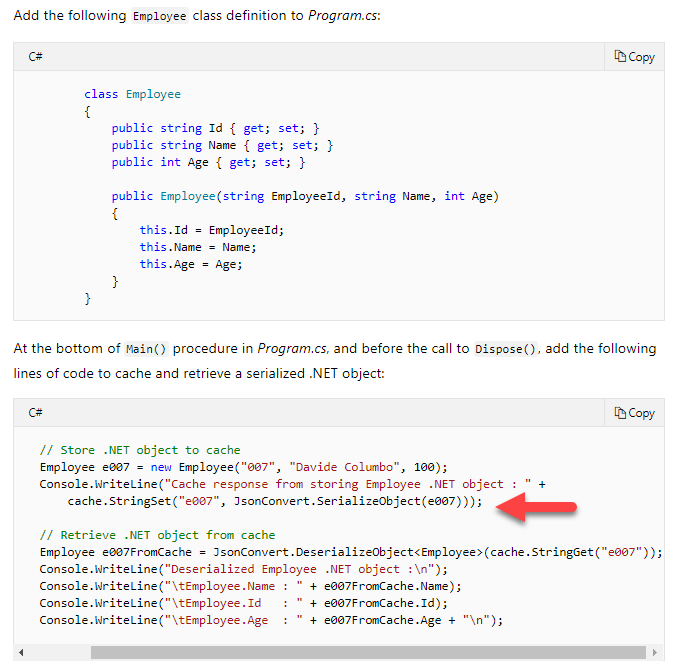 Add the following Employee class definition to Program.cs:
C#
Copy
class Employee
{
public string Id { get; set; }
public string Name { get; set; }
public int Age { get; set; }
public Employee(string EmployeeId, string Name, int Age)
{
this.Id = EmployeeId;
this.Name = Name;
this.Age = Age;
}
}
At the bottom of Main() procedure in Program.cs, and before the call to Dispose(), add the following
lines of code to cache and retrieve a serialized .NET object:
C#
Copy
// Store .NET object to cache
Employee e007 = new Employee("007", "Davide Columbo", 100);
Console.WriteLine("Cache response from storing Employee .NET object : " +
cache.StringSet("e007", JsonConvert.SerializeObject(e007)));
// Retrieve .NET object from cache
Employee e007FromCache = JsonConvert.DeserializeObject<Employee>(cache.StringGet("e007"));
Console.WriteLine("Deserialized Employee .NET object :\n");
Console.WriteLine("\tEmployee.Name : " + e007FromCache.Name);
Console.WriteLine("\tEmployee.Id   : " + e007FromCache.Id);
Console.WriteLine("\tEmployee.Age  : " + e007FromCache.Age + "\n");